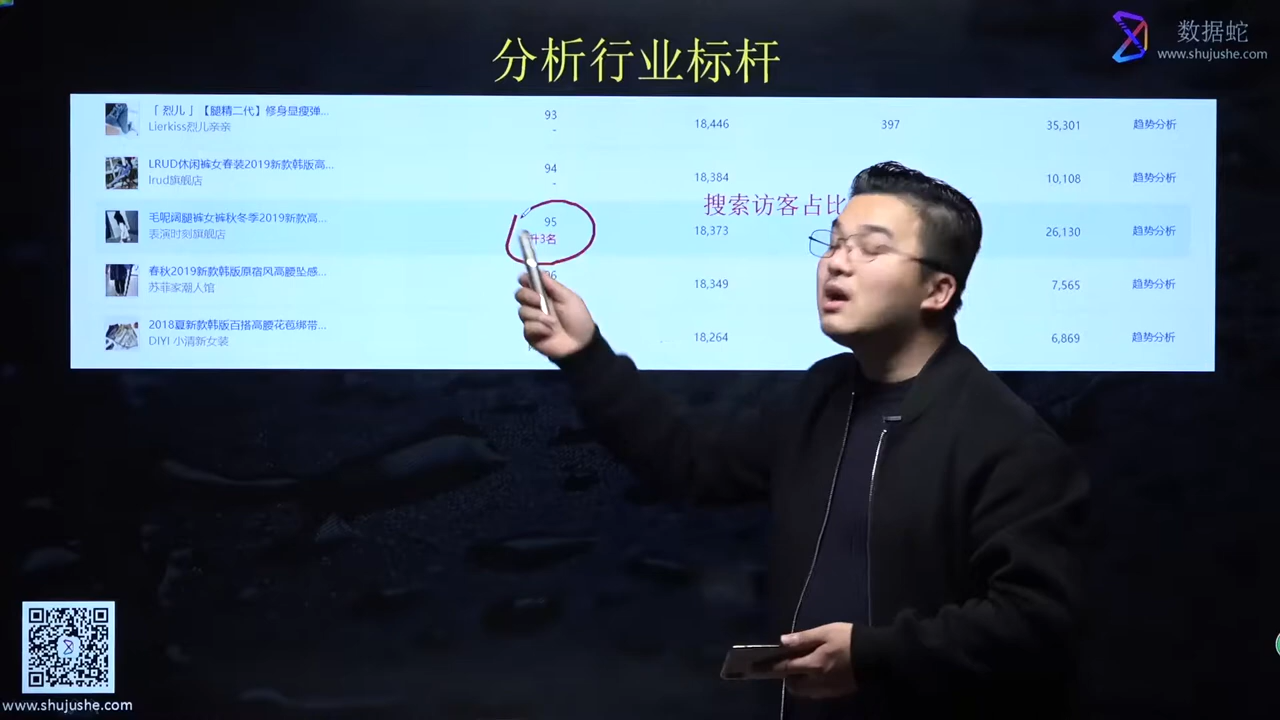 数据蛇
www.shujushe.com
分析行业标杆
「 烈儿 」【腿精二代】修身显瘦弹...
Lierkiss烈儿亲亲
93
-
18,446
397
35,301
趋势分析
LRUD休闲裤女春装2019新款韩版高...
lrud旗舰店
94
-
18,384
10,108
趋势分析
搜索访客占比
毛呢阔腿裤女裤秋冬季2019新款高...
表演时刻旗舰店
95
升3名
18,373
26,130
趋势分析
春秋2019新款韩版原宿风高腰坠感...
苏菲家潮人馆
18,349
7,565
趋势分析
2018夏新款韩版百搭高腰花苞绑带...
DIYI 小清新女装
18,264
6,869
趋势分析
www.shujushe.com